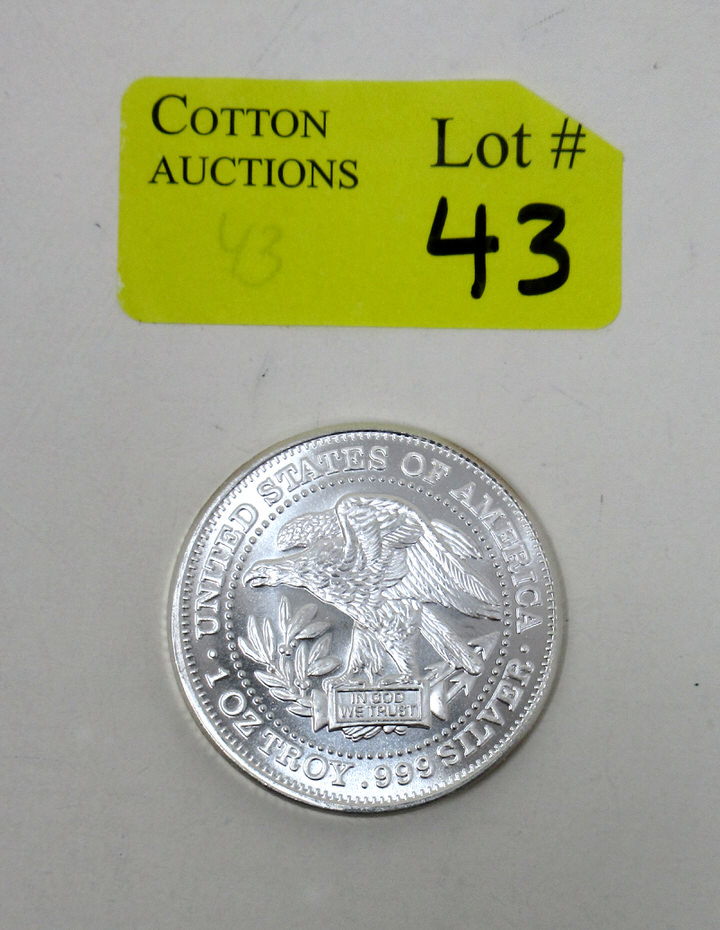 COTTON
AUCTIONS
Lot #
43
43
UNITED STATES OF AMERICA
IN GOD
WE TRUST
· 1 OZ TROY .999 SILVER ·